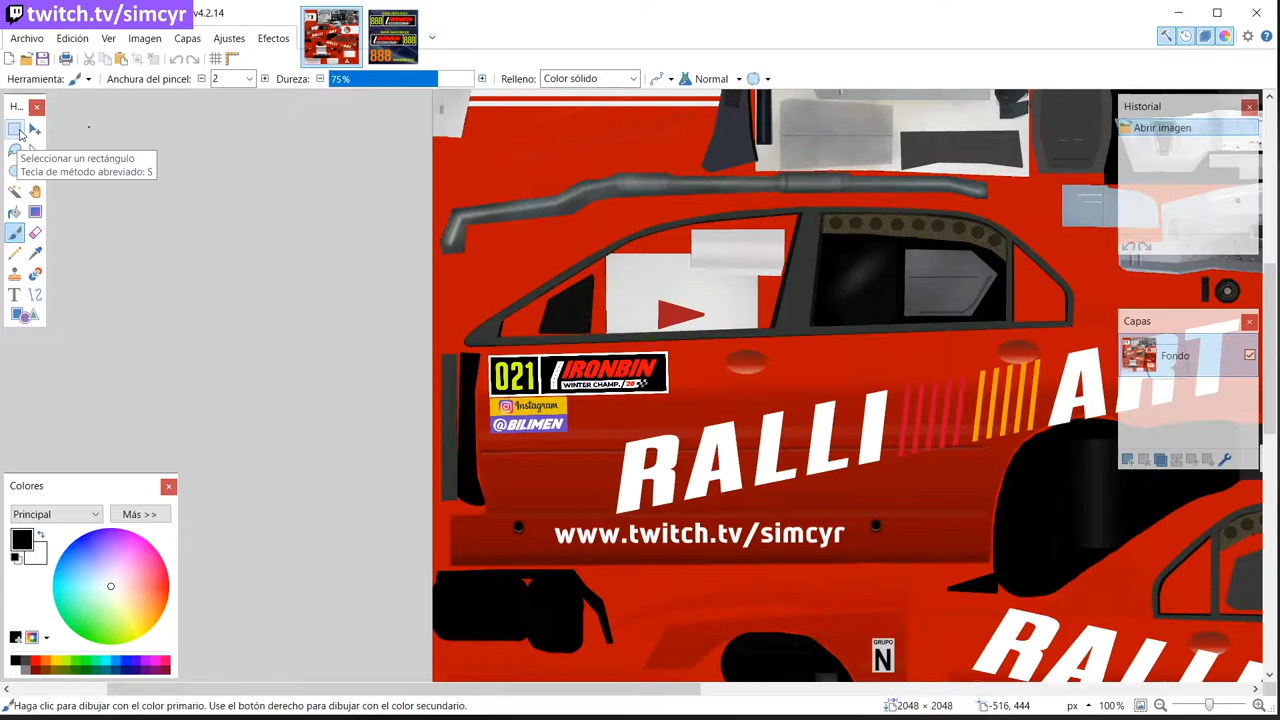 twitch.tv/simcyr v4.2.14
Archivo Edición Ver Imagen Capas Ajustes Efectos
Herramienta: Anchura del pincel: 2 Dureza: 75% Relleno: Color sólido Normal
H...
Seleccionar un rectángulo
Tecla de método abreviado: S
Historial
Abrir imagen
Capas
Fondo
021 IRONBIN
WINTER CHAMP. '20
Instagram
@BILIMEN
RALLI ART
www.twitch.tv/simcyr
GRUPO
N
RALLI
Colores
Principal Más >>
Haga clic para dibujar con el color primario. Use el botón derecho para dibujar con el color secundario. 2048 × 2048 -516, 444 px 100%